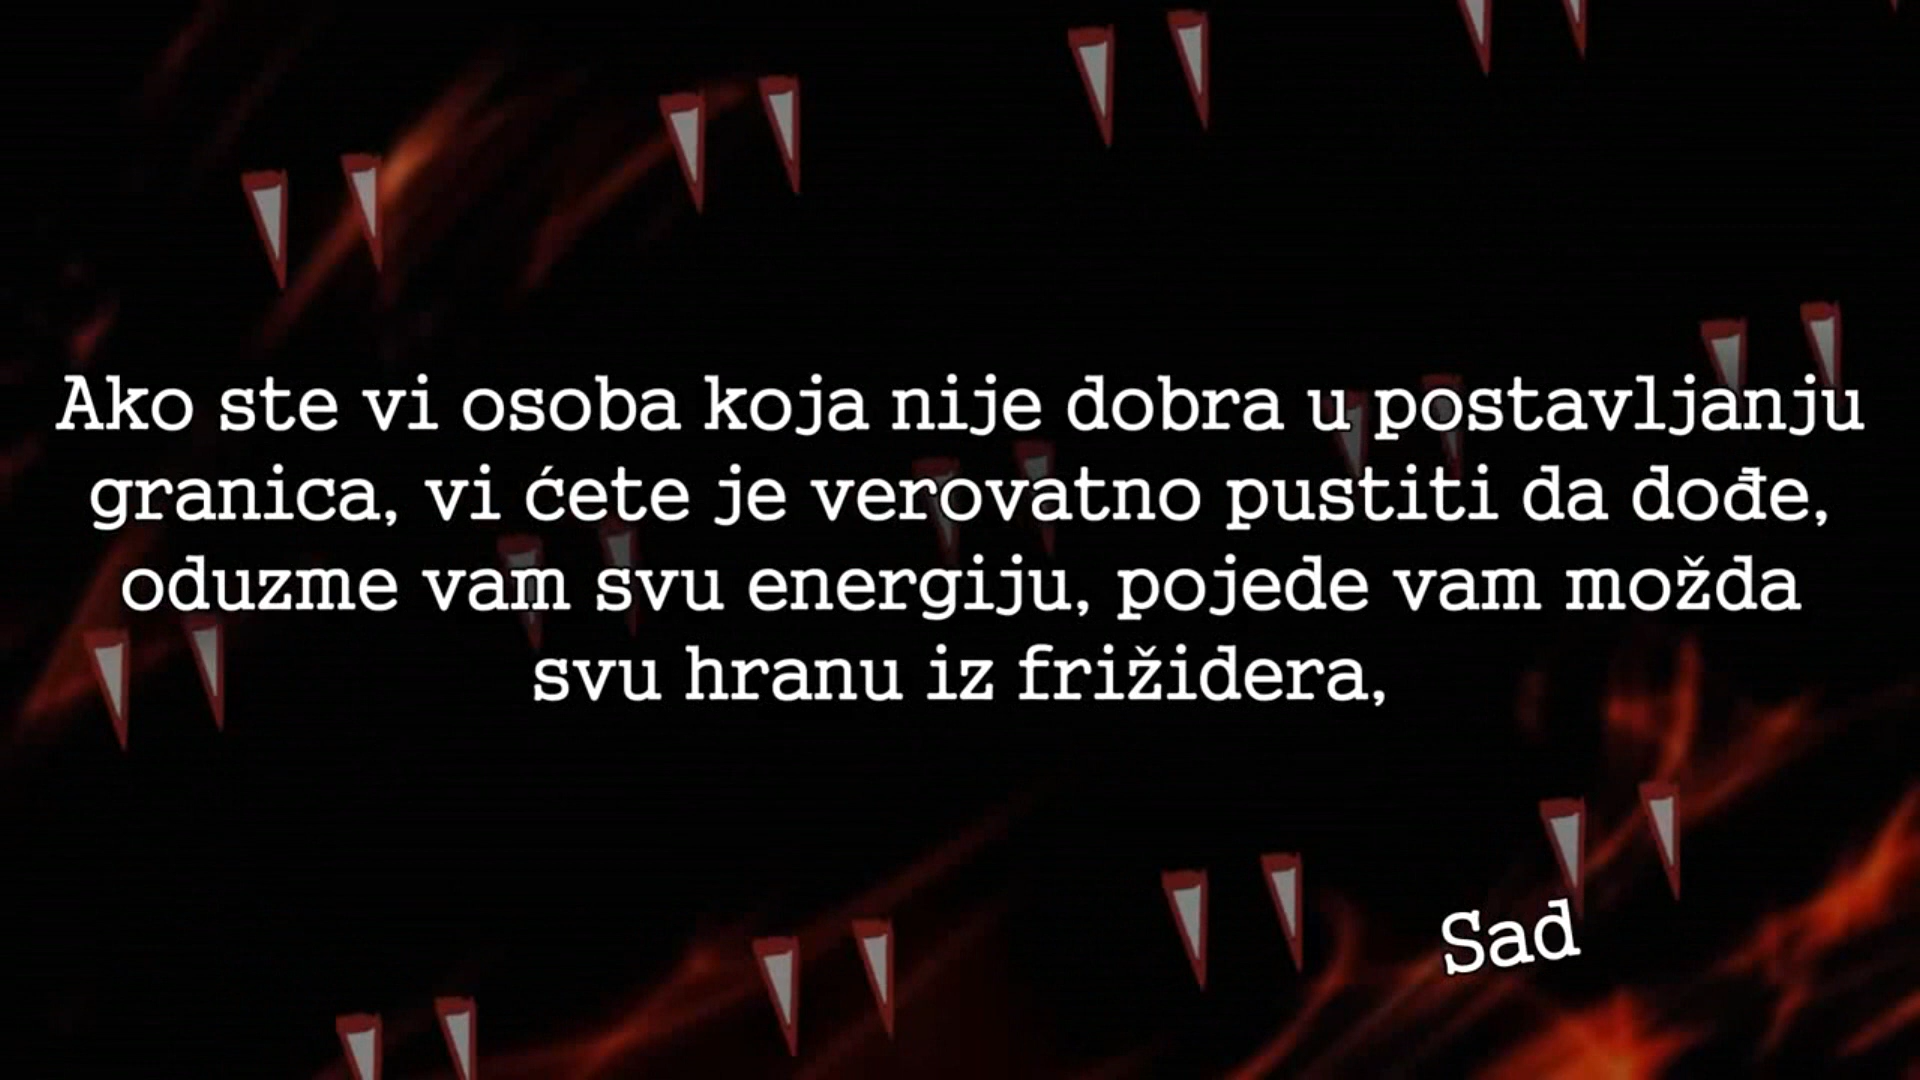 Ako ste vi osoba koja nije dobra u postavljanju
granica, vi ćete je verovatno pustiti da dođe,
oduzme vam svu energiju, pojede vam možda
svu hranu iz frižidera,
Sad